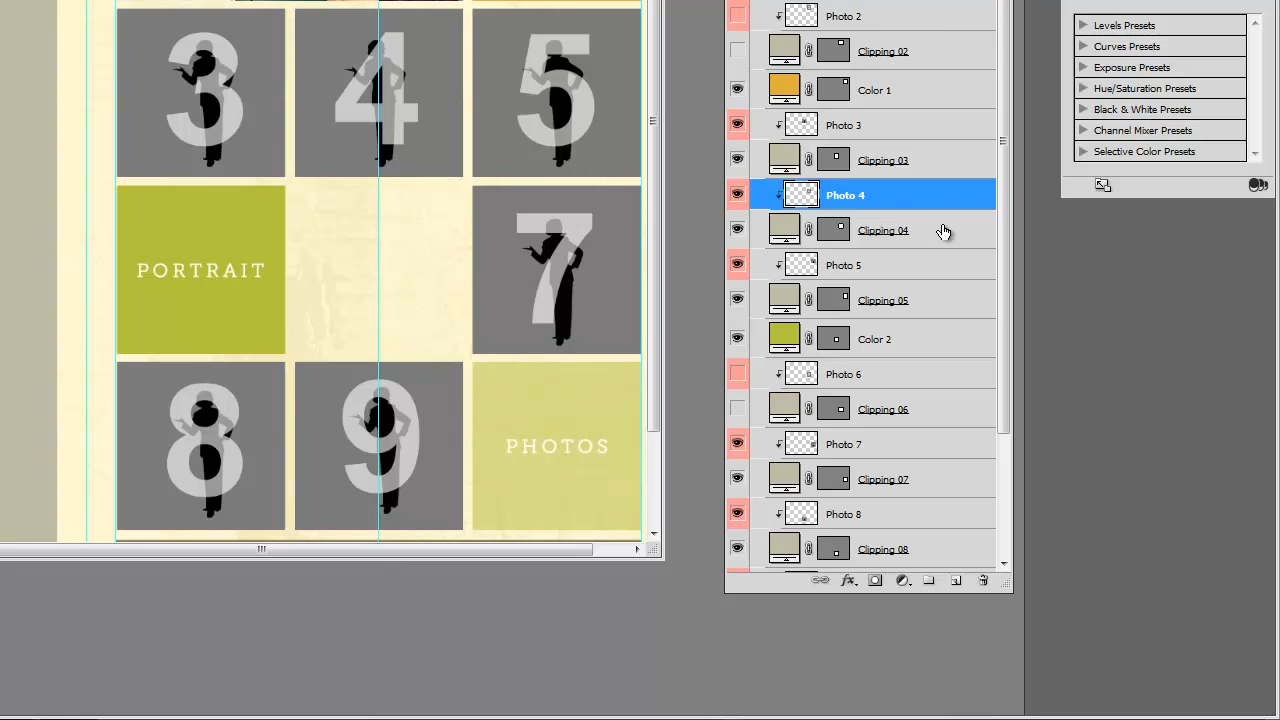 Photo 2
Clipping 02
Color 1
Photo 3
Clipping 03
Photo 4
Clipping 04
Photo 5
Clipping 05
Color 2
Photo 6
Clipping 06
Photo 7
Clipping 07
Photo 8
Clipping 08
fx
Levels Presets
Curves Presets
Exposure Presets
Hue/Saturation Presets
Black & White Presets
Channel Mixer Presets
Selective Color Presets
3
4
5
PORTRAIT
7
8
9
PHOTOS